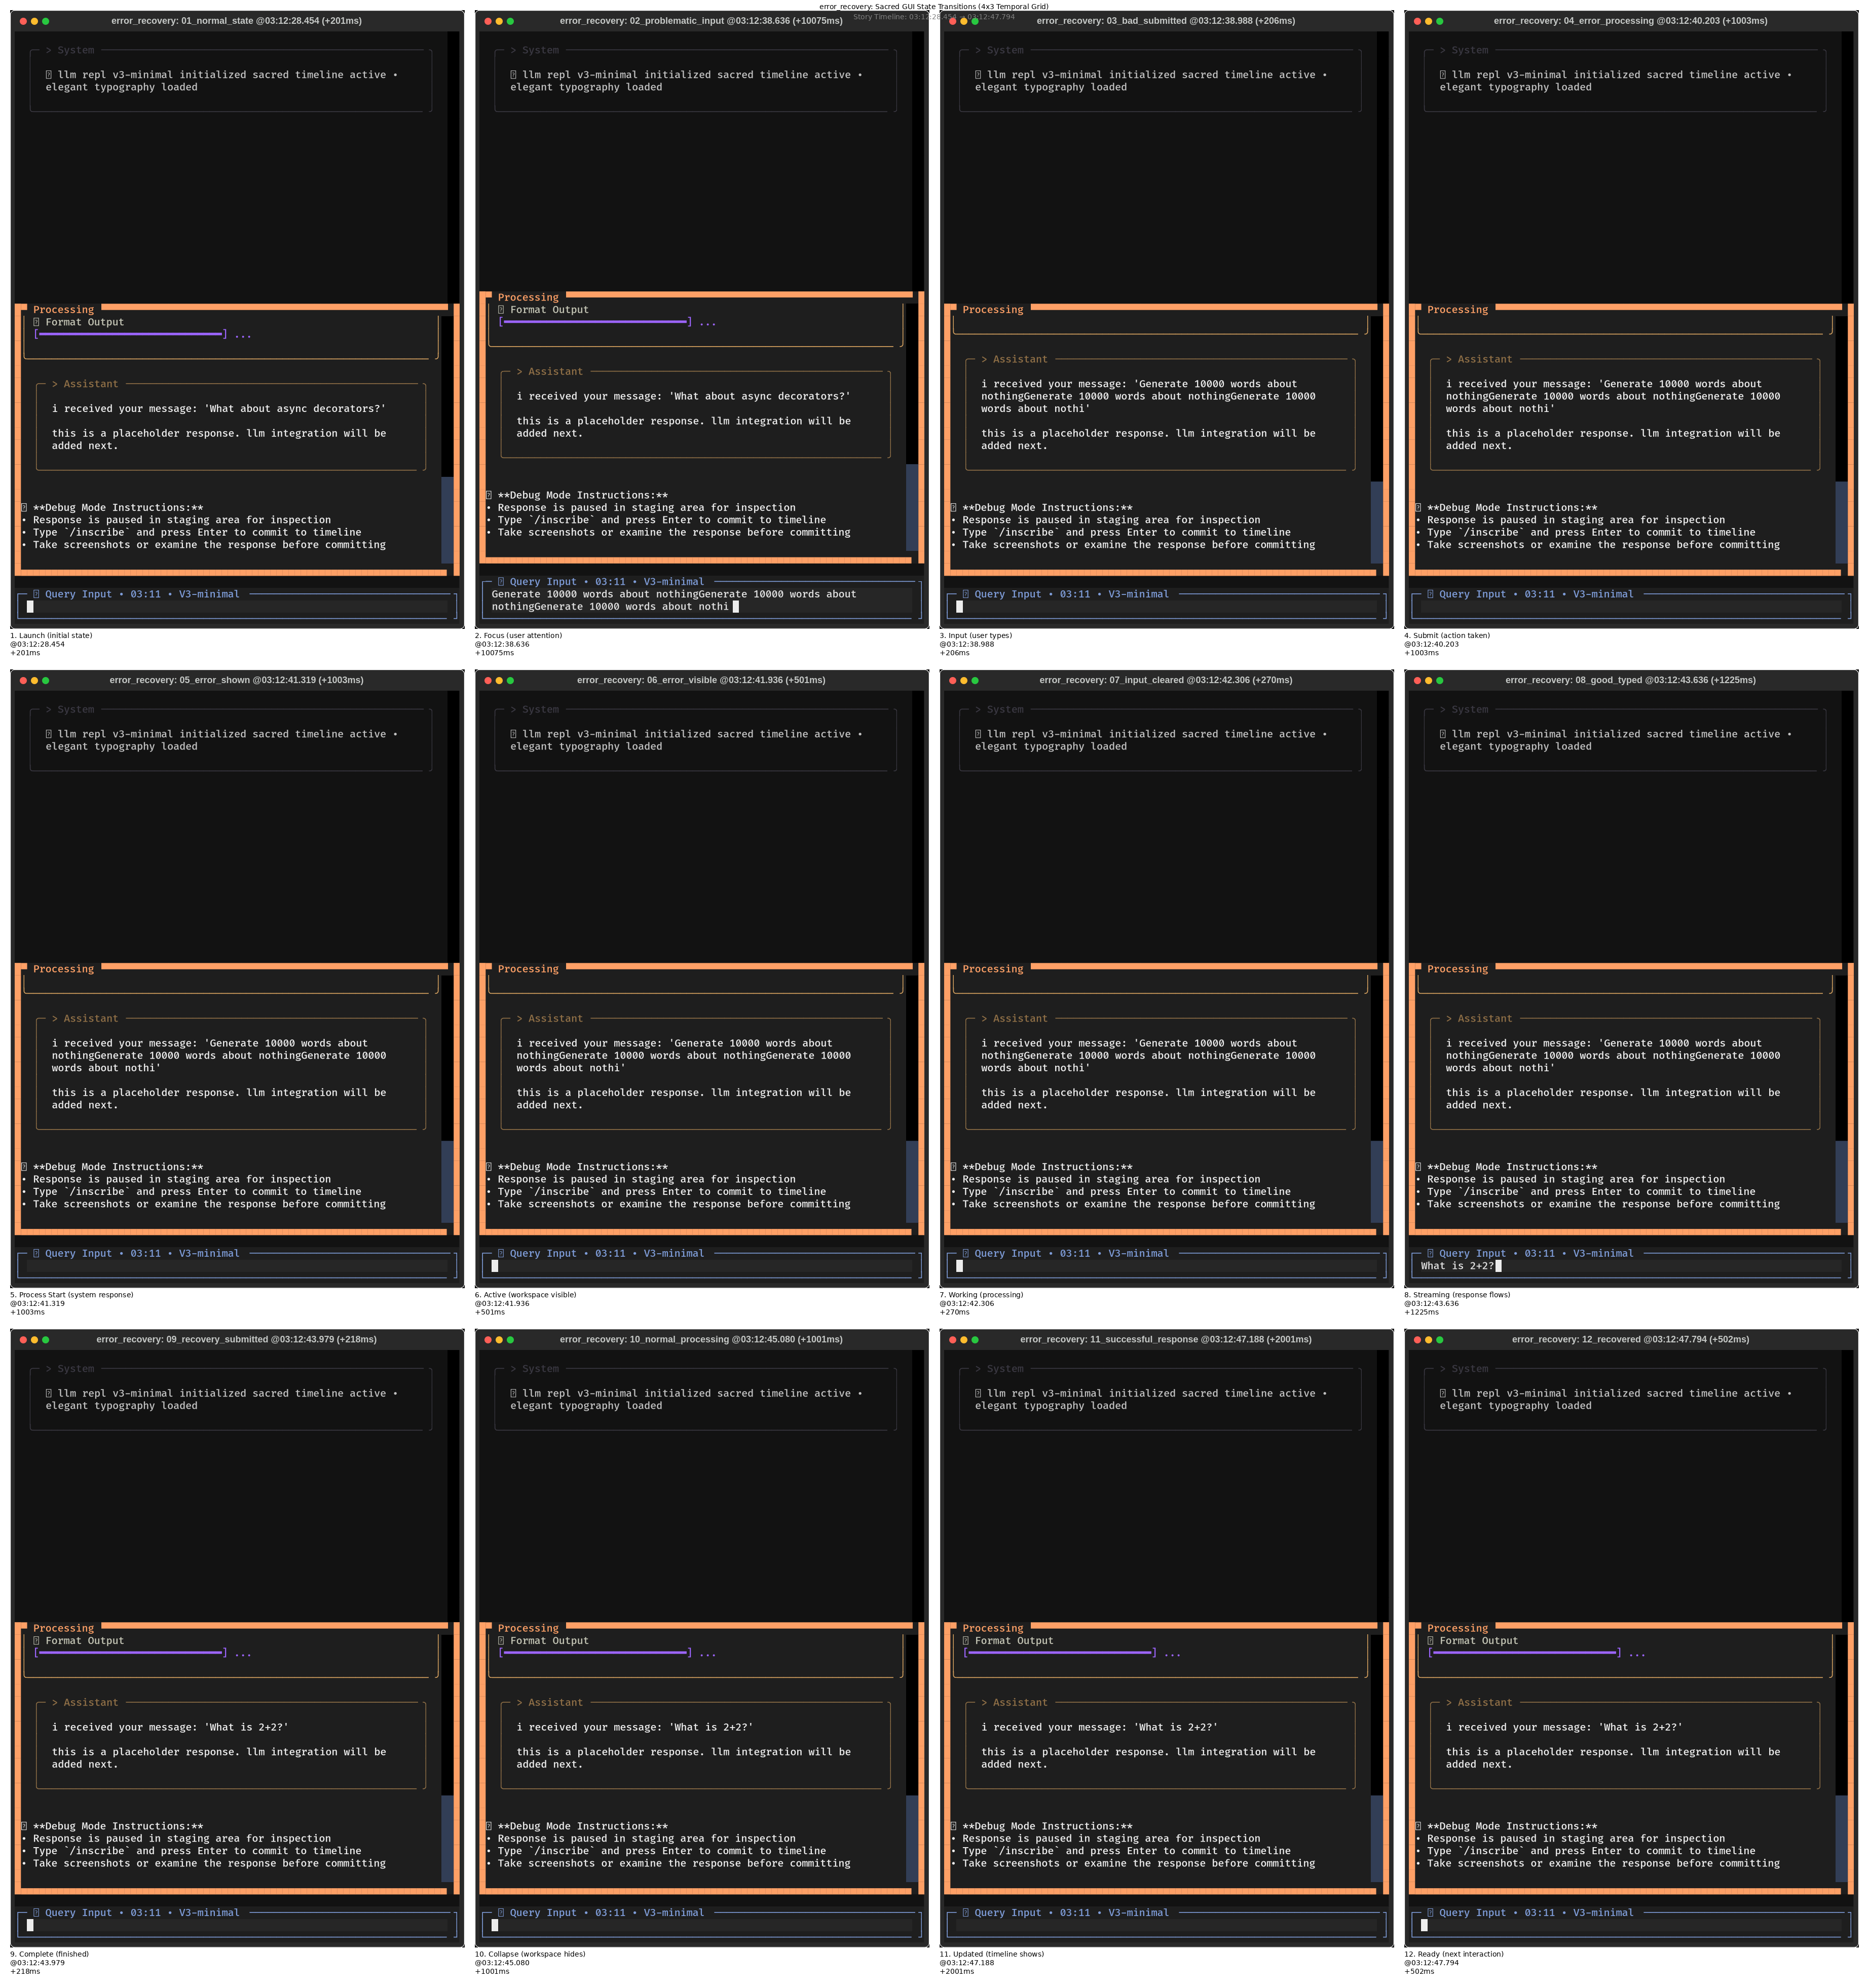 error_recovery: Sacred GUI State Transitions (4x3 Temporal Grid)
Story Timeline: 03:12:47.794
error_recovery: 01_normal_state @03:12:28.454 (+201ms)
> System
llm repl v3-minimal initialized sacred timeline active •
elegant typography loaded
Processing
Format Output
[━━━━━━━━━━━━━━━━━━━━━━━━━━━━━━] ...
> Assistant
i received your message: 'What about async decorators?'
this is a placeholder response. llm integration will be
added next.
**Debug Mode Instructions:**
• Response is paused in staging area for inspection
• Type `/inscribe` and press Enter to commit to timeline
• Take screenshots or examine the response before committing
Query Input • 03:11 • V3-minimal
1. Launch (initial state)
@03:12:28.454
+201ms
error_recovery: 02_problematic_input @03:12:38.636 (+10075ms)
> System
llm repl v3-minimal initialized sacred timeline active •
elegant typography loaded
Processing
Format Output
[━━━━━━━━━━━━━━━━━━━━━━━━━━━━━━] ...
> Assistant
i received your message: 'What about async decorators?'
this is a placeholder response. llm integration will be
added next.
**Debug Mode Instructions:**
• Response is paused in staging area for inspection
• Type `/inscribe` and press Enter to commit to timeline
• Take screenshots or examine the response before committing
Query Input • 03:11 • V3-minimal
Generate 10000 words about nothingGenerate 10000 words about
nothingGenerate 10000 words about nothi
2. Focus (user attention)
@03:12:38.636
+10075ms
error_recovery: 03_bad_submitted @03:12:38.988 (+206ms)
> System
llm repl v3-minimal initialized sacred timeline active •
elegant typography loaded
Processing
> Assistant
i received your message: 'Generate 10000 words about
nothingGenerate 10000 words about nothingGenerate 10000
words about nothi'
this is a placeholder response. llm integration will be
added next.
**Debug Mode Instructions:**
• Response is paused in staging area for inspection
• Type `/inscribe` and press Enter to commit to timeline
• Take screenshots or examine the response before committing
Query Input • 03:11 • V3-minimal
3. Input (user types)
@03:12:38.988
+206ms
error_recovery: 04_error_processing @03:12:40.203 (+1003ms)
> System
llm repl v3-minimal initialized sacred timeline active •
elegant typography loaded
Processing
> Assistant
i received your message: 'Generate 10000 words about
nothingGenerate 10000 words about nothingGenerate 10000
words about nothi'
this is a placeholder response. llm integration will be
added next.
**Debug Mode Instructions:**
• Response is paused in staging area for inspection
• Type `/inscribe` and press Enter to commit to timeline
• Take screenshots or examine the response before committing
Query Input • 03:11 • V3-minimal
4. Submit (action taken)
@03:12:40.203
+1003ms
error_recovery: 05_error_shown @03:12:41.319 (+1003ms)
> System
llm repl v3-minimal initialized sacred timeline active •
elegant typography loaded
Processing
> Assistant
i received your message: 'Generate 10000 words about
nothingGenerate 10000 words about nothingGenerate 10000
words about nothi'
this is a placeholder response. llm integration will be
added next.
**Debug Mode Instructions:**
• Response is paused in staging area for inspection
• Type `/inscribe` and press Enter to commit to timeline
• Take screenshots or examine the response before committing
Query Input • 03:11 • V3-minimal
5. Process Start (system response)
@03:12:41.319
+1003ms
error_recovery: 06_error_visible @03:12:41.936 (+501ms)
> System
llm repl v3-minimal initialized sacred timeline active •
elegant typography loaded
Processing
> Assistant
i received your message: 'Generate 10000 words about
nothingGenerate 10000 words about nothingGenerate 10000
words about nothi'
this is a placeholder response. llm integration will be
added next.
**Debug Mode Instructions:**
• Response is paused in staging area for inspection
• Type `/inscribe` and press Enter to commit to timeline
• Take screenshots or examine the response before committing
Query Input • 03:11 • V3-minimal
6. Active (workspace visible)
@03:12:41.936
+501ms
error_recovery: 07_input_cleared @03:12:42.306 (+270ms)
> System
llm repl v3-minimal initialized sacred timeline active •
elegant typography loaded
Processing
> Assistant
i received your message: 'Generate 10000 words about
nothingGenerate 10000 words about nothingGenerate 10000
words about nothi'
this is a placeholder response. llm integration will be
added next.
**Debug Mode Instructions:**
• Response is paused in staging area for inspection
• Type `/inscribe` and press Enter to commit to timeline
• Take screenshots or examine the response before committing
Query Input • 03:11 • V3-minimal
7. Working (processing)
@03:12:42.306
+270ms
error_recovery: 08_good_typed @03:12:43.636 (+1225ms)
> System
llm repl v3-minimal initialized sacred timeline active •
elegant typography loaded
Processing
> Assistant
i received your message: 'Generate 10000 words about
nothingGenerate 10000 words about nothingGenerate 10000
words about nothi'
this is a placeholder response. llm integration will be
added next.
**Debug Mode Instructions:**
• Response is paused in staging area for inspection
• Type `/inscribe` and press Enter to commit to timeline
• Take screenshots or examine the response before committing
Query Input • 03:11 • V3-minimal
What is 2+2?
8. Streaming (response flows)
@03:12:43.636
+1225ms
error_recovery: 09_recovery_submitted @03:12:43.979 (+218ms)
> System
llm repl v3-minimal initialized sacred timeline active •
elegant typography loaded
Processing
Format Output
[━━━━━━━━━━━━━━━━━━━━━━━━━━━━━━] ...
> Assistant
i received your message: 'What is 2+2?'
this is a placeholder response. llm integration will be
added next.
**Debug Mode Instructions:**
• Response is paused in staging area for inspection
• Type `/inscribe` and press Enter to commit to timeline
• Take screenshots or examine the response before committing
Query Input • 03:11 • V3-minimal
9. Complete (finished)
@03:12:43.979
+218ms
error_recovery: 10_normal_processing @03:12:45.080 (+1001ms)
> System
llm repl v3-minimal initialized sacred timeline active •
elegant typography loaded
Processing
Format Output
[━━━━━━━━━━━━━━━━━━━━━━━━━━━━━━] ...
> Assistant
i received your message: 'What is 2+2?'
this is a placeholder response. llm integration will be
added next.
**Debug Mode Instructions:**
• Response is paused in staging area for inspection
• Type `/inscribe` and press Enter to commit to timeline
• Take screenshots or examine the response before committing
Query Input • 03:11 • V3-minimal
10. Collapse (workspace hides)
@03:12:45.080
+1001ms
error_recovery: 11_successful_response @03:12:47.188 (+2001ms)
> System
llm repl v3-minimal initialized sacred timeline active •
elegant typography loaded
Processing
Format Output
[━━━━━━━━━━━━━━━━━━━━━━━━━━━━━━] ...
> Assistant
i received your message: 'What is 2+2?'
this is a placeholder response. llm integration will be
added next.
**Debug Mode Instructions:**
• Response is paused in staging area for inspection
• Type `/inscribe` and press Enter to commit to timeline
• Take screenshots or examine the response before committing
Query Input • 03:11 • V3-minimal
11. Updated (timeline shows)
@03:12:47.188
+2001ms
error_recovery: 12_recovered @03:12:47.794 (+502ms)
> System
llm repl v3-minimal initialized sacred timeline active •
elegant typography loaded
Processing
Format Output
[━━━━━━━━━━━━━━━━━━━━━━━━━━━━━━] ...
> Assistant
i received your message: 'What is 2+2?'
this is a placeholder response. llm integration will be
added next.
**Debug Mode Instructions:**
• Response is paused in staging area for inspection
• Type `/inscribe` and press Enter to commit to timeline
• Take screenshots or examine the response before committing
Query Input • 03:11 • V3-minimal
12. Ready (next interaction)
@03:12:47.794
+502ms